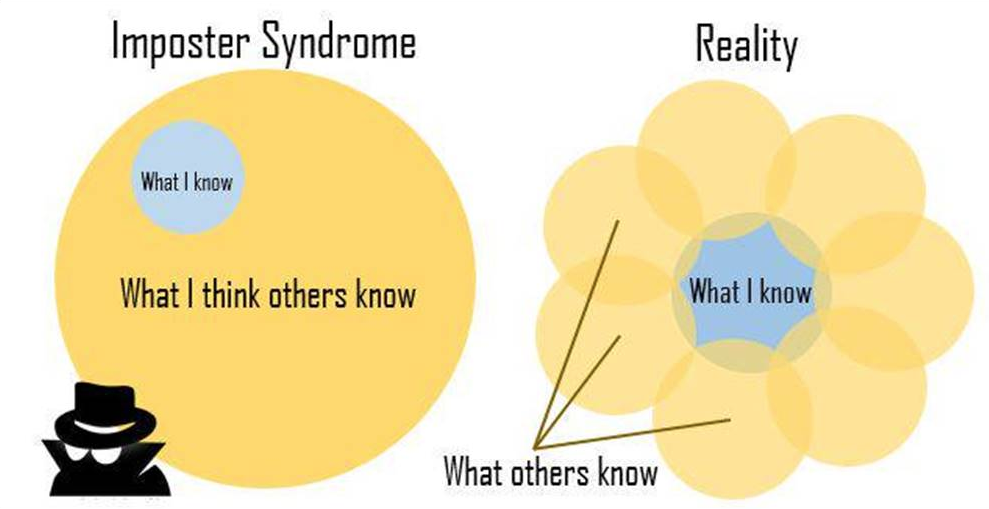 Imposter Syndrome
What I know
What I think others know
Reality
What I know
What others know